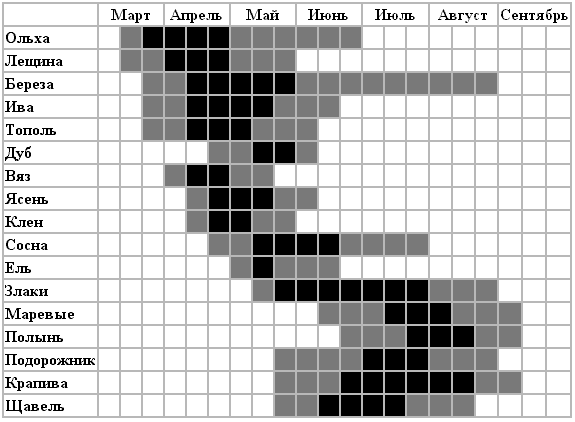 Март Апрель Май Июнь Июль Август Сентябрь
Ольха
Лещина
Береза
Ива
Тополь
Дуб
Вяз
Ясень
Клен
Сосна
Ель
Злаки
Маревые
Полынь
Подорожник
Крапива
Щавель